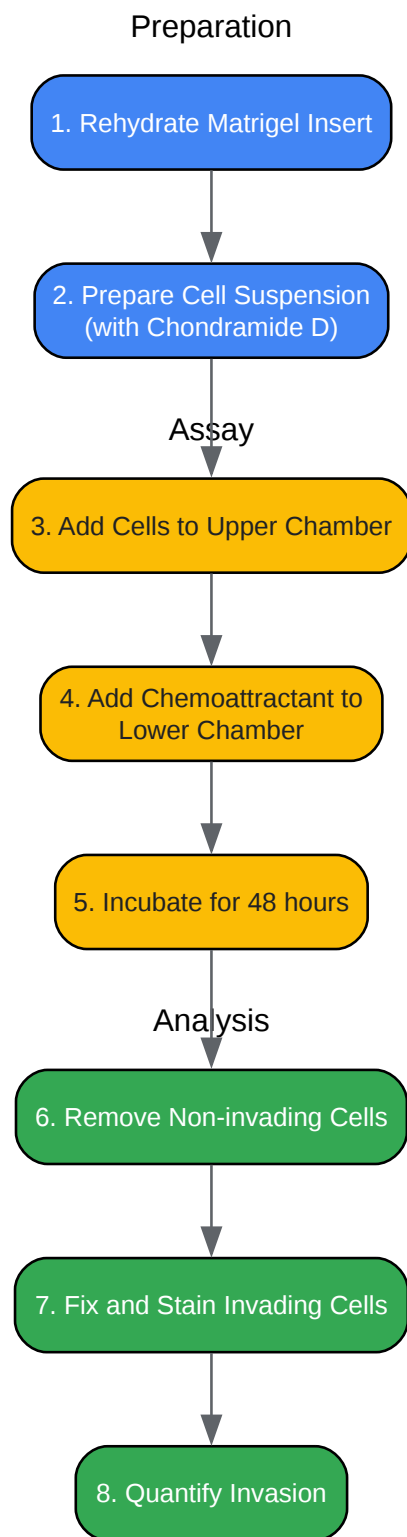 Preparation
1. Rehydrate Matrigel Insert
2. Prepare Cell Suspension
(with Chondramide D)
Assay
3. Add Cells to Upper Chamber
4. Add Chemoattractant to
Lower Chamber
5. Incubate for 48 hours
Analysis
6. Remove Non-invading Cells
7. Fix and Stain Invading Cells
8. Quantify Invasion